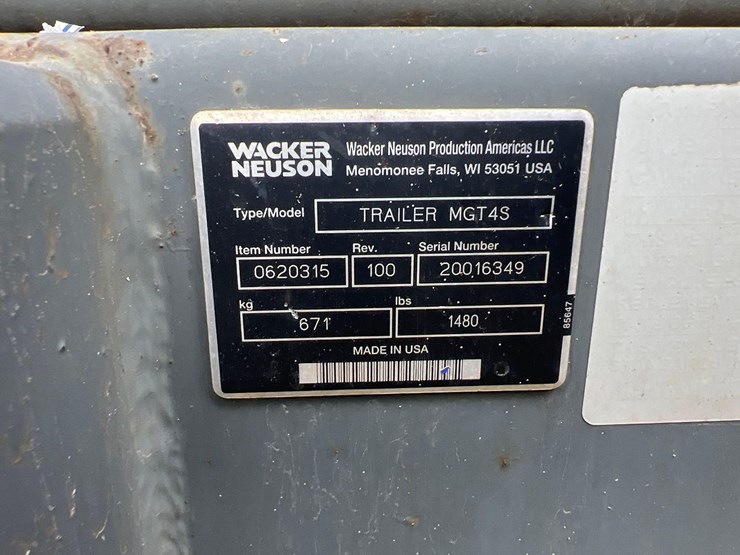 WACKER NEUSON
Wacker Neuson Production Americas LLC
Menomonee Falls, WI 53051 USA
Type/Model TRAILER MGT4S
Item Number Rev. Serial Number
0620315 100 20016349
kg lbs
671 1480
MADE IN USA
85647